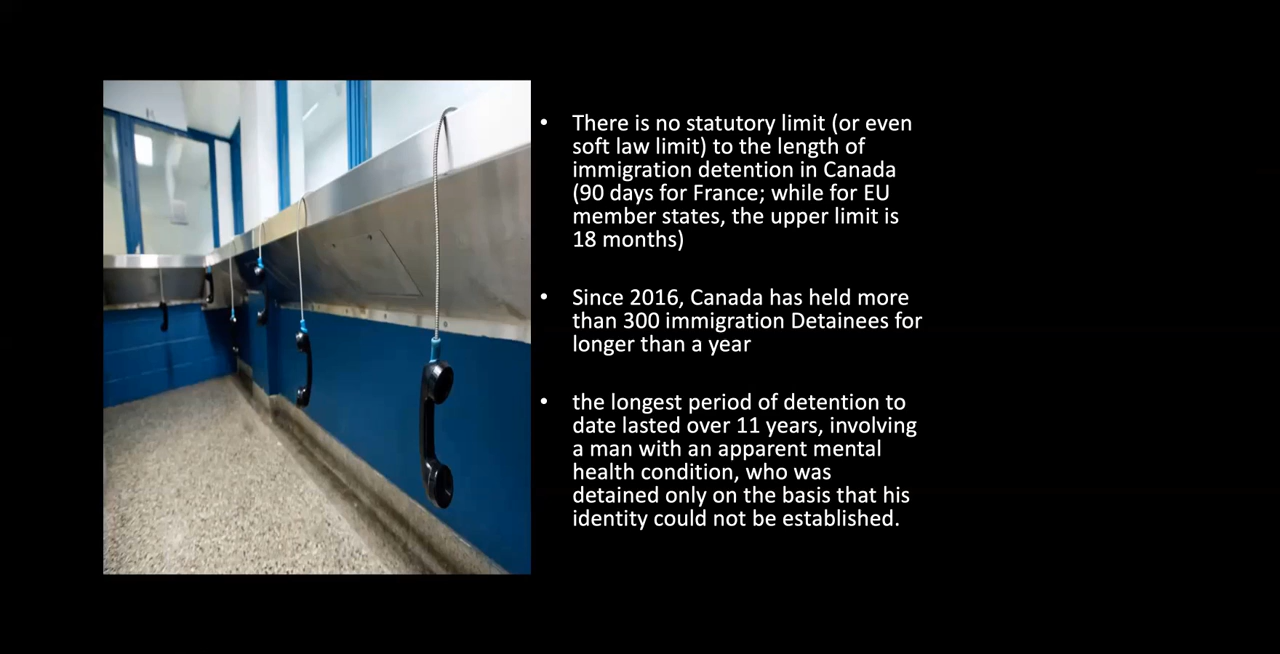 • There is no statutory limit (or even
soft law limit) to the length of
immigration detention in Canada
(90 days for France; while for EU
member states, the upper limit is
18 months)
• Since 2016, Canada has held more
than 300 immigration Detainees for
longer than a year
• the longest period of detention to
date lasted over 11 years, involving
a man with an apparent mental
health condition, who was
detained only on the basis that his
identity could not be established.